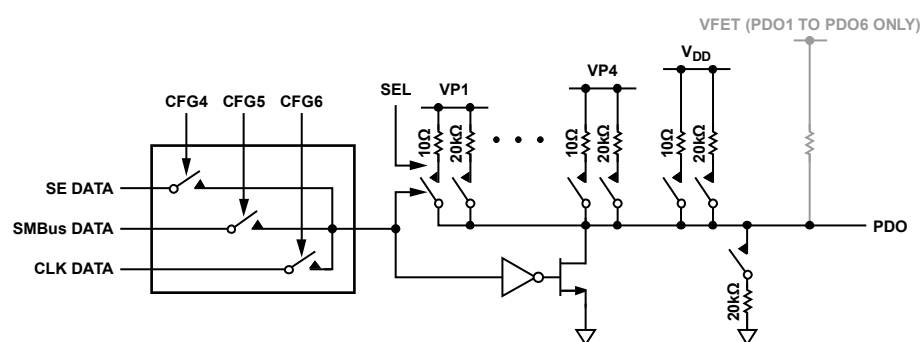 VFET (PDO1 TO PDO6 ONLY)
V_DD
VP4
VP1
SEL
CFG4 CFG5 CFG6
10Ω 20kΩ 10Ω 20kΩ 10Ω 20kΩ
SE DATA
SMBus DATA
PDO
CLK DATA
20kΩ